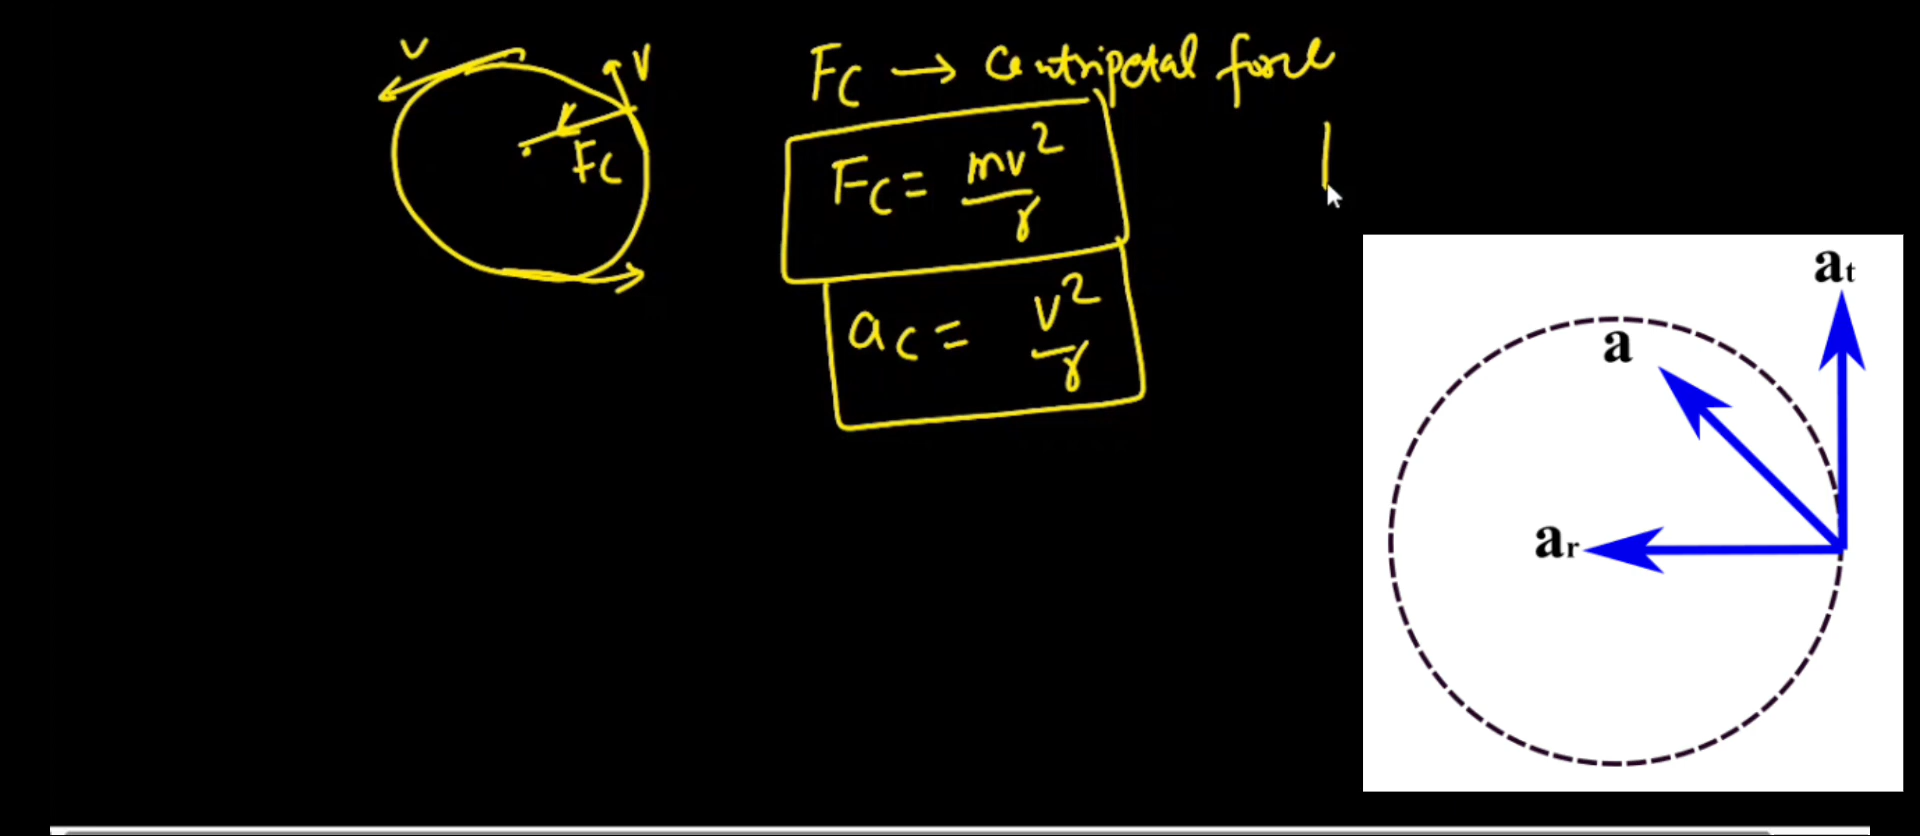 v
V
Fc
Fc → Centripetal force
Fc = mv²/r
ac = v²/r
at
a
ar